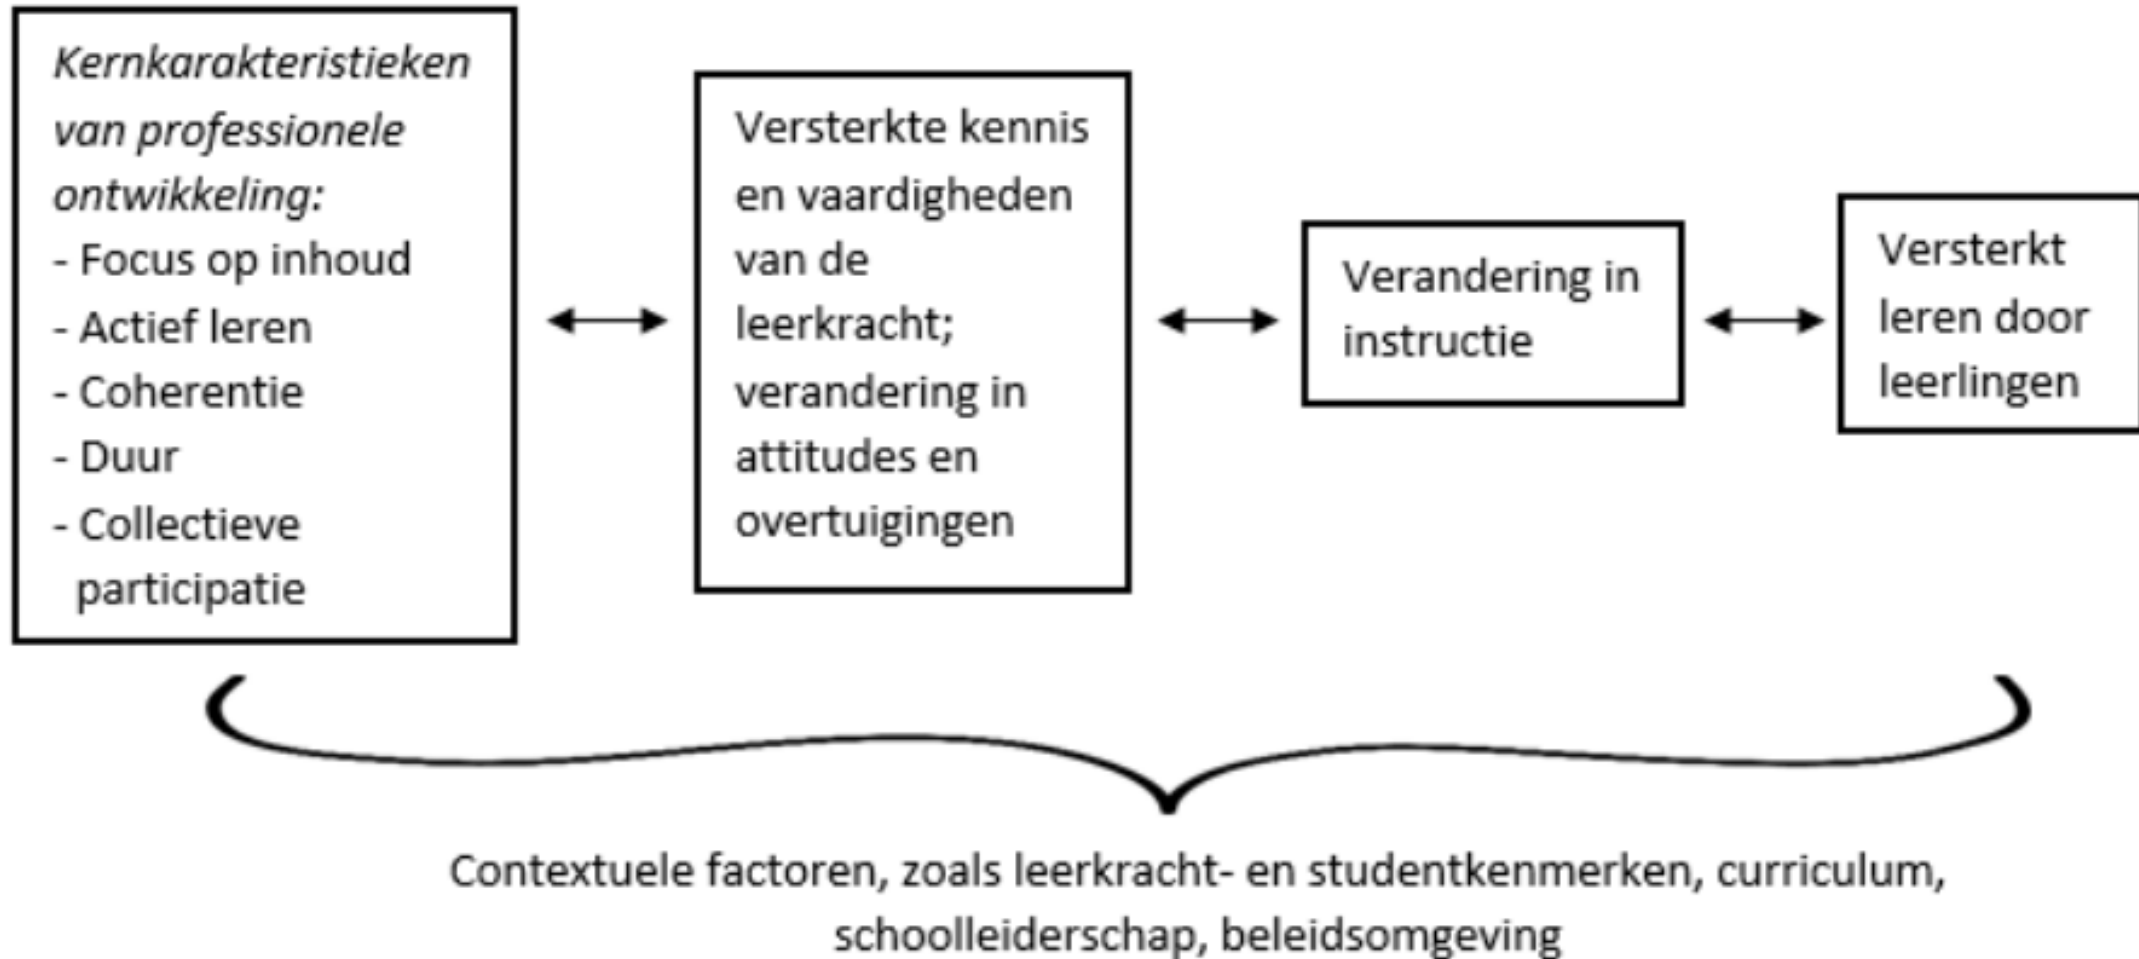 Kernkarakteristieken
van professionele
ontwikkeling:
- Focus op inhoud
- Actief leren
- Coherentie
- Duur
- Collectieve
participatie
Versterkte kennis
en vaardigheden
van de
leerkracht;
verandering in
attitudes en
overtuigingen
Verandering in
instructie
Versterkt
leren door
leerlingen
Contextuele factoren, zoals leerkracht- en studentkenmerken, curriculum,
schoolleiderschap, beleidsomgeving